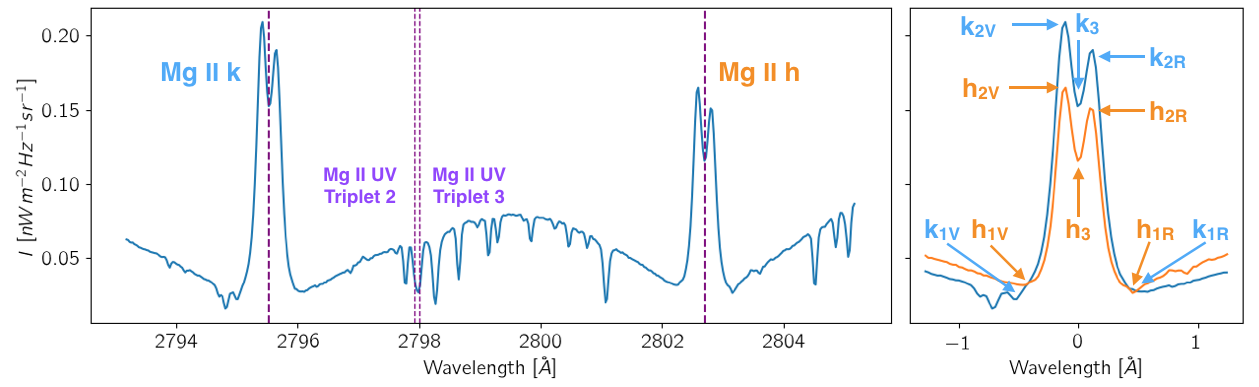 I [nW m⁻² Hz⁻¹ sr⁻¹]
0.20
0.15
0.10
0.05
Mg II k
Mg II h
Mg II UV
Triplet 2
Mg II UV
Triplet 3
2794
2796
2798
2800
2802
2804
Wavelength [Å]
k2V
k3
k2R
h2V
h2R
k1V
h1V
h3
h1R
k1R
−1
0
1
Wavelength [Å]